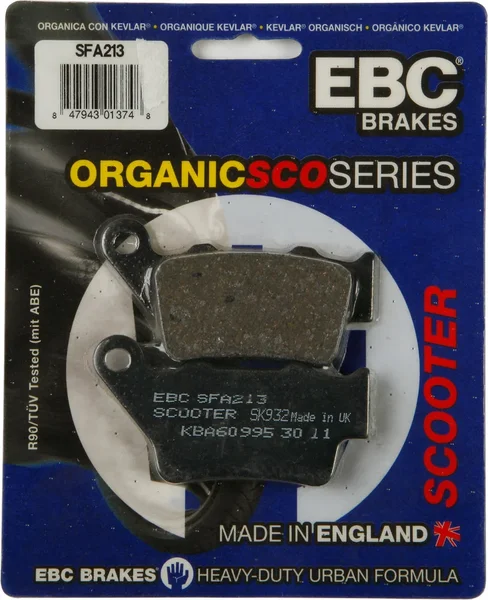 ORGANICA CON KEVLAR® • ORGANIQUE KEVLAR® • KEVLAR ORGANISCH • ORGÁNICO KEVLAR®
SFA213
8 47943 01374 8
EBC
BRAKES
ORGANICSCOSERIES
R90/TÜV Tested (mit ABE)
SCOOTER
EBC SFA213
SCOOTER SK932 Made in UK
KBA60995 30 11
MADE IN ENGLAND
EBC BRAKES HEAVY-DUTY URBAN FORMULA